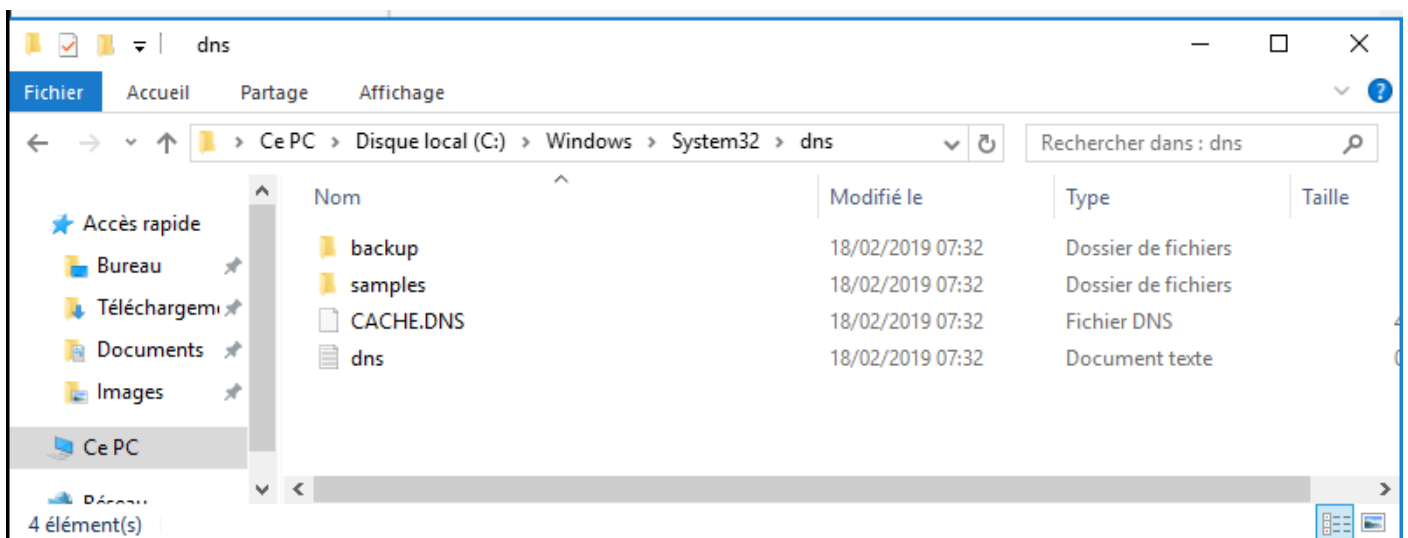 dns
Fichier Accueil Partage Affichage
Ce PC > Disque local (C:) > Windows > System32 > dns Rechercher dans : dns
Nom Modifié le Type Taille
Accès rapide
Bureau
Téléchargem
Documents
Images
Ce PC
Réseau
backup 18/02/2019 07:32 Dossier de fichiers
samples 18/02/2019 07:32 Dossier de fichiers
CACHE.DNS 18/02/2019 07:32 Fichier DNS
dns 18/02/2019 07:32 Document texte
4 élément(s)